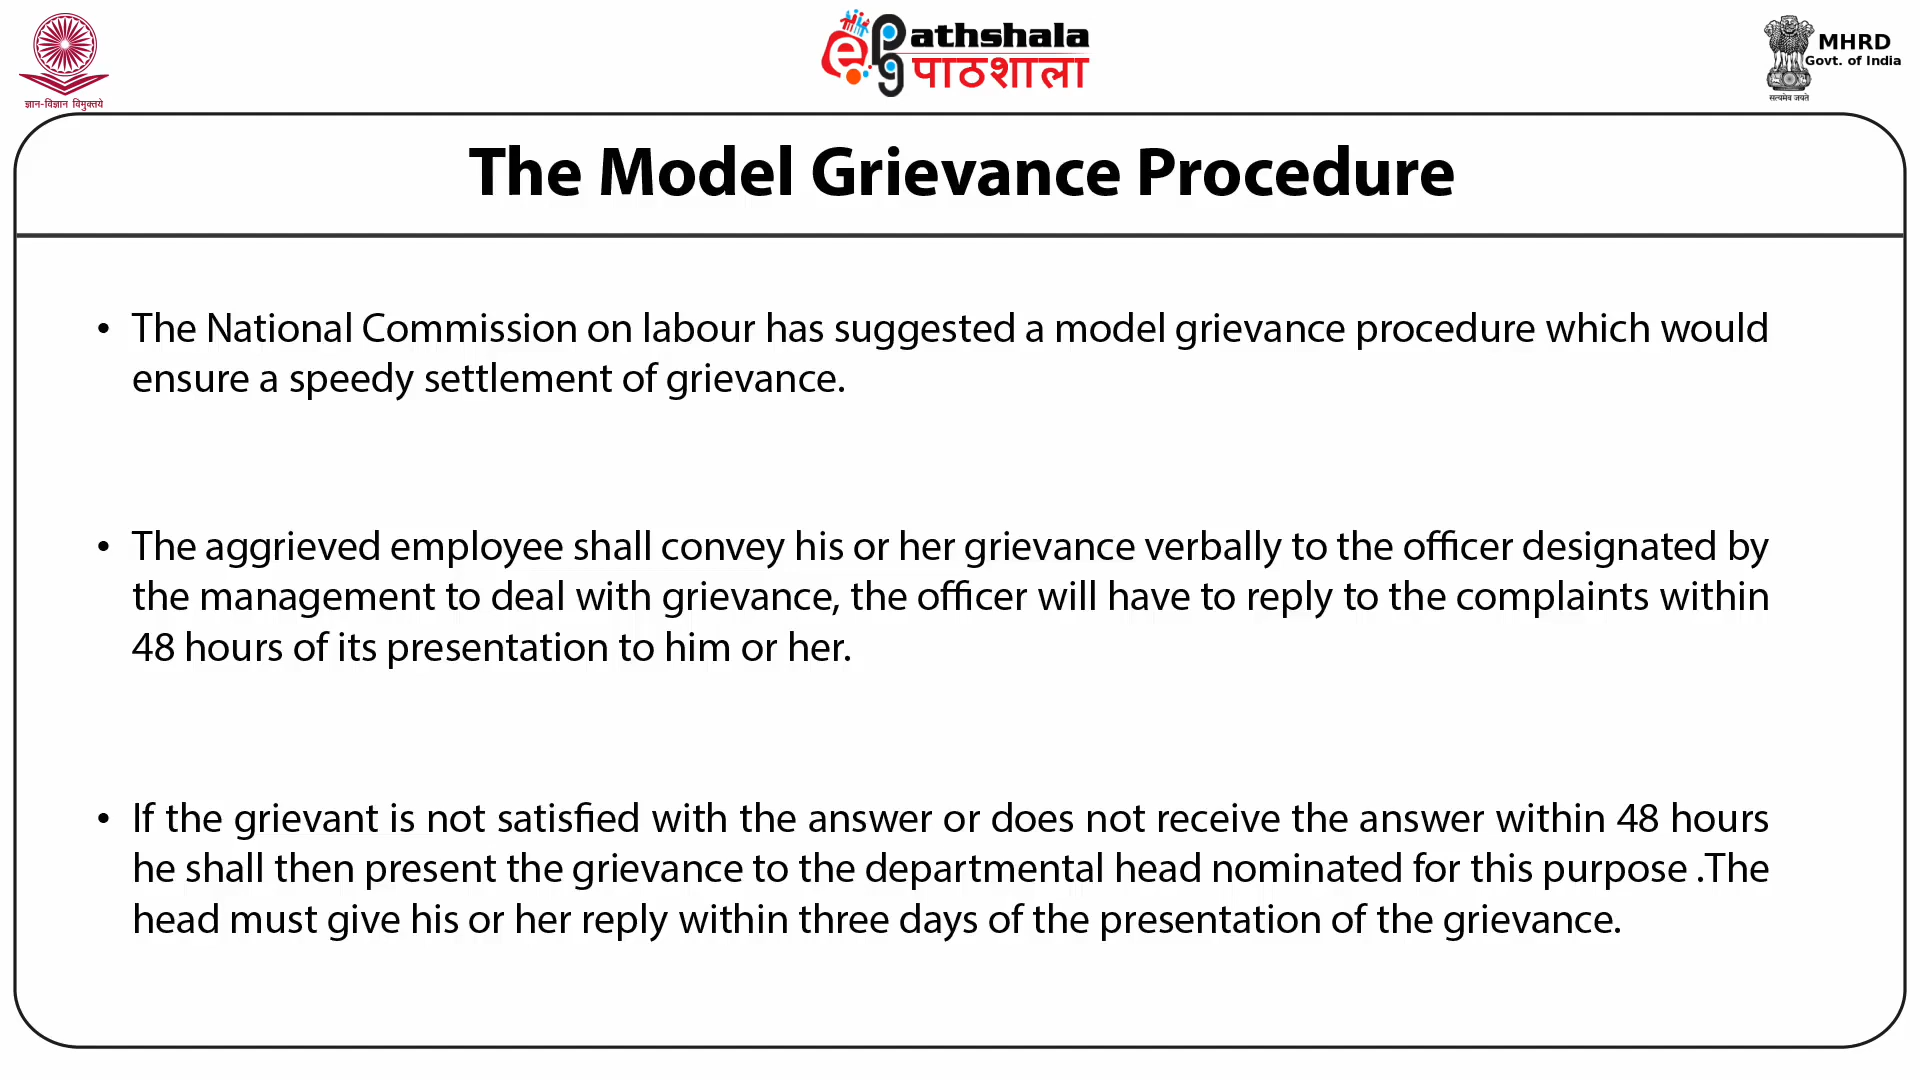 ज्ञान-विज्ञान विमुक्तये
ePG Pathshala
पाठशाला
MHRD
Govt. of India
सत्यमेव जयते
The Model Grievance Procedure
• The National Commission on labour has suggested a model grievance procedure which would
ensure a speedy settlement of grievance.
• The aggrieved employee shall convey his or her grievance verbally to the officer designated by
the management to deal with grievance, the officer will have to reply to the complaints within
48 hours of its presentation to him or her.
• If the grievant is not satisfied with the answer or does not receive the answer within 48 hours
he shall then present the grievance to the departmental head nominated for this purpose .The
head must give his or her reply within three days of the presentation of the grievance.